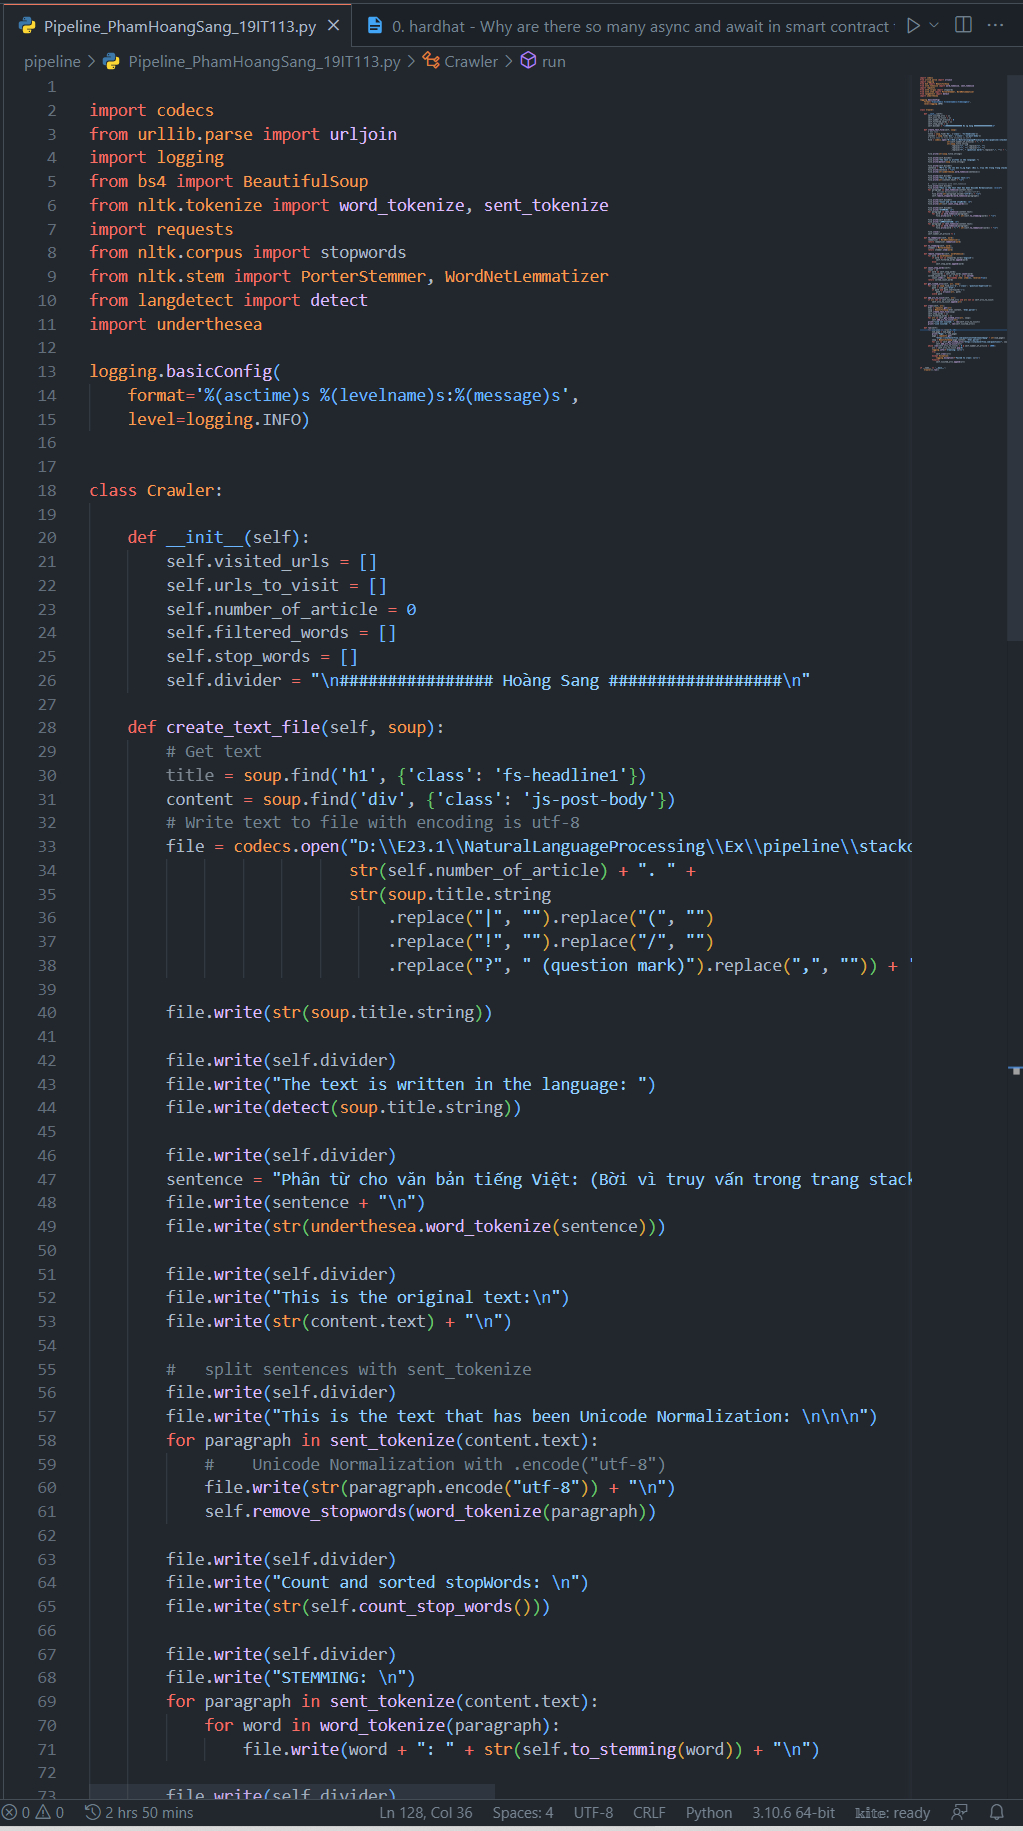 Pipeline_PhamHoangSang_19IT113.py
0. hardhat - Why are there so many async and await in smart contract
pipeline > Pipeline_PhamHoangSang_19IT113.py > Crawler > run
1
2 import codecs
3 from urllib.parse import urljoin
4 import logging
5 from bs4 import BeautifulSoup
6 from nltk.tokenize import word_tokenize, sent_tokenize
7 import requests
8 from nltk.corpus import stopwords
9 from nltk.stem import PorterStemmer, WordNetLemmatizer
10 from langdetect import detect
11 import underthesea
12
13 logging.basicConfig(
14     format='%(asctime)s %(levelname)s:%(message)s',
15     level=logging.INFO)
16
17
18 class Crawler:
19
20     def __init__(self):
21         self.visited_urls = []
22         self.urls_to_visit = []
23         self.number_of_article = 0
24         self.filtered_words = []
25         self.stop_words = []
26         self.divider = "\n################ Hoàng Sang ##################\n"
27
28     def create_text_file(self, soup):
29         # Get text
30         title = soup.find('h1', {'class': 'fs-headline1'})
31         content = soup.find('div', {'class': 'js-post-body'})
32         # Write text to file with encoding is utf-8
33         file = codecs.open("D:\\E23.1\\NaturalLanguageProcessing\\Ex\\pipeline\\stack
34                            str(self.number_of_article) + ". " +
35                            str(soup.title.string
36                                .replace("|", "").replace("(", "")
37                                .replace("!", "").replace("/", "")
38                                .replace("?", " (question mark)").replace(",", "")) + "
39
40         file.write(str(soup.title.string))
41
42         file.write(self.divider)
43         file.write("The text is written in the language: ")
44         file.write(detect(soup.title.string))
45
46         file.write(self.divider)
47         sentence = "Phân từ cho văn bản tiếng Việt: (Bời vì truy vấn trong trang stack
48         file.write(sentence + "\n")
49         file.write(str(underthesea.word_tokenize(sentence)))
50
51         file.write(self.divider)
52         file.write("This is the original text:\n")
53         file.write(str(content.text) + "\n")
54
55         #   split sentences with sent_tokenize
56         file.write(self.divider)
57         file.write("This is the text that has been Unicode Normalization: \n\n\n")
58         for paragraph in sent_tokenize(content.text):
59             #    Unicode Normalization with .encode("utf-8")
60             file.write(str(paragraph.encode("utf-8")) + "\n")
61             self.remove_stopwords(word_tokenize(paragraph))
62
63         file.write(self.divider)
64         file.write("Count and sorted stopWords: \n")
65         file.write(str(self.count_stop_words()))
66
67         file.write(self.divider)
68         file.write("STEMMING: \n")
69         for paragraph in sent_tokenize(content.text):
70             for word in word_tokenize(paragraph):
71                 file.write(word + ": " + str(self.to_stemming(word)) + "\n")
72
73         file.write(self.divider)
0 0 2 hrs 50 mins Ln 128, Col 36 Spaces: 4 UTF-8 CRLF Python 3.10.6 64-bit kite: ready